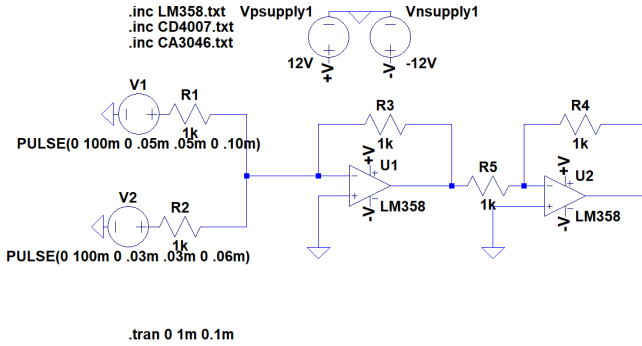 .inc LM358.txt
.inc CD4007.txt
.inc CA3046.txt
Vpsupply1
Vnsupply1
12V
-12V
+V
-V
V1
R1
1k
PULSE(0 100m 0 .05m .05m 0 .10m)
V2
R2
1k
PULSE(0 100m 0 .03m .03m 0 .06m)
R3
1k
+V
U1
-V
LM358
R5
1k
R4
1k
+V
U2
-V
LM358
.tran 0 1m 0.1m